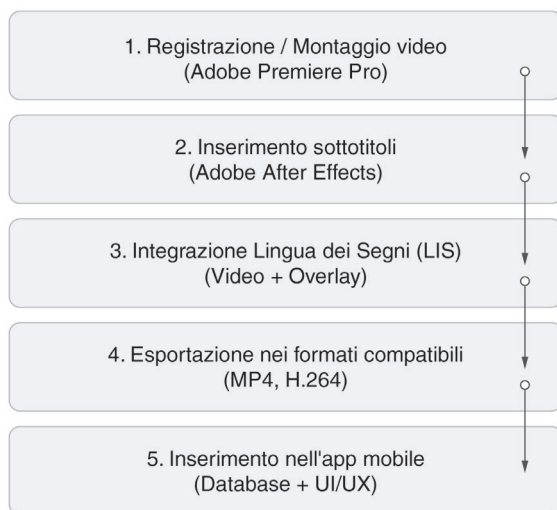 1. Registrazione / Montaggio video
(Adobe Premiere Pro)
2. Inserimento sottotitoli
(Adobe After Effects)
3. Integrazione Lingua dei Segni (LIS)
(Video + Overlay)
4. Esportazione nei formati compatibili
(MP4, H.264)
5. Inserimento nell'app mobile
(Database + UI/UX)